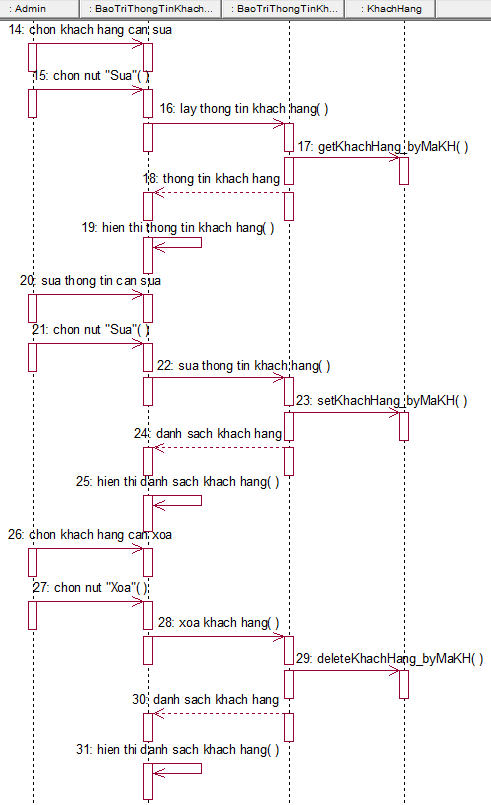 : Admin
: BaoTriThongTinKhach...
: BaoTriThongTinKh...
: KhachHang
14: chon khach hang can sua
15: chon nut "Sua"( )
16: lay thong tin khach hang( )
17: getKhachHang_byMaKH( )
18: thong tin khach hang
19: hien thi thong tin khach hang( )
20: sua thong tin can sua
21: chon nut "Sua"( )
22: sua thong tin khach hang( )
23: setKhachHang_byMaKH( )
24: danh sach khach hang
25: hien thi danh sach khach hang( )
26: chon khach hang can xoa
27: chon nut "Xoa"( )
28: xoa khach hang( )
29: deleteKhachHang_byMaKH( )
30: danh sach khach hang
31: hien thi danh sach khach hang( )